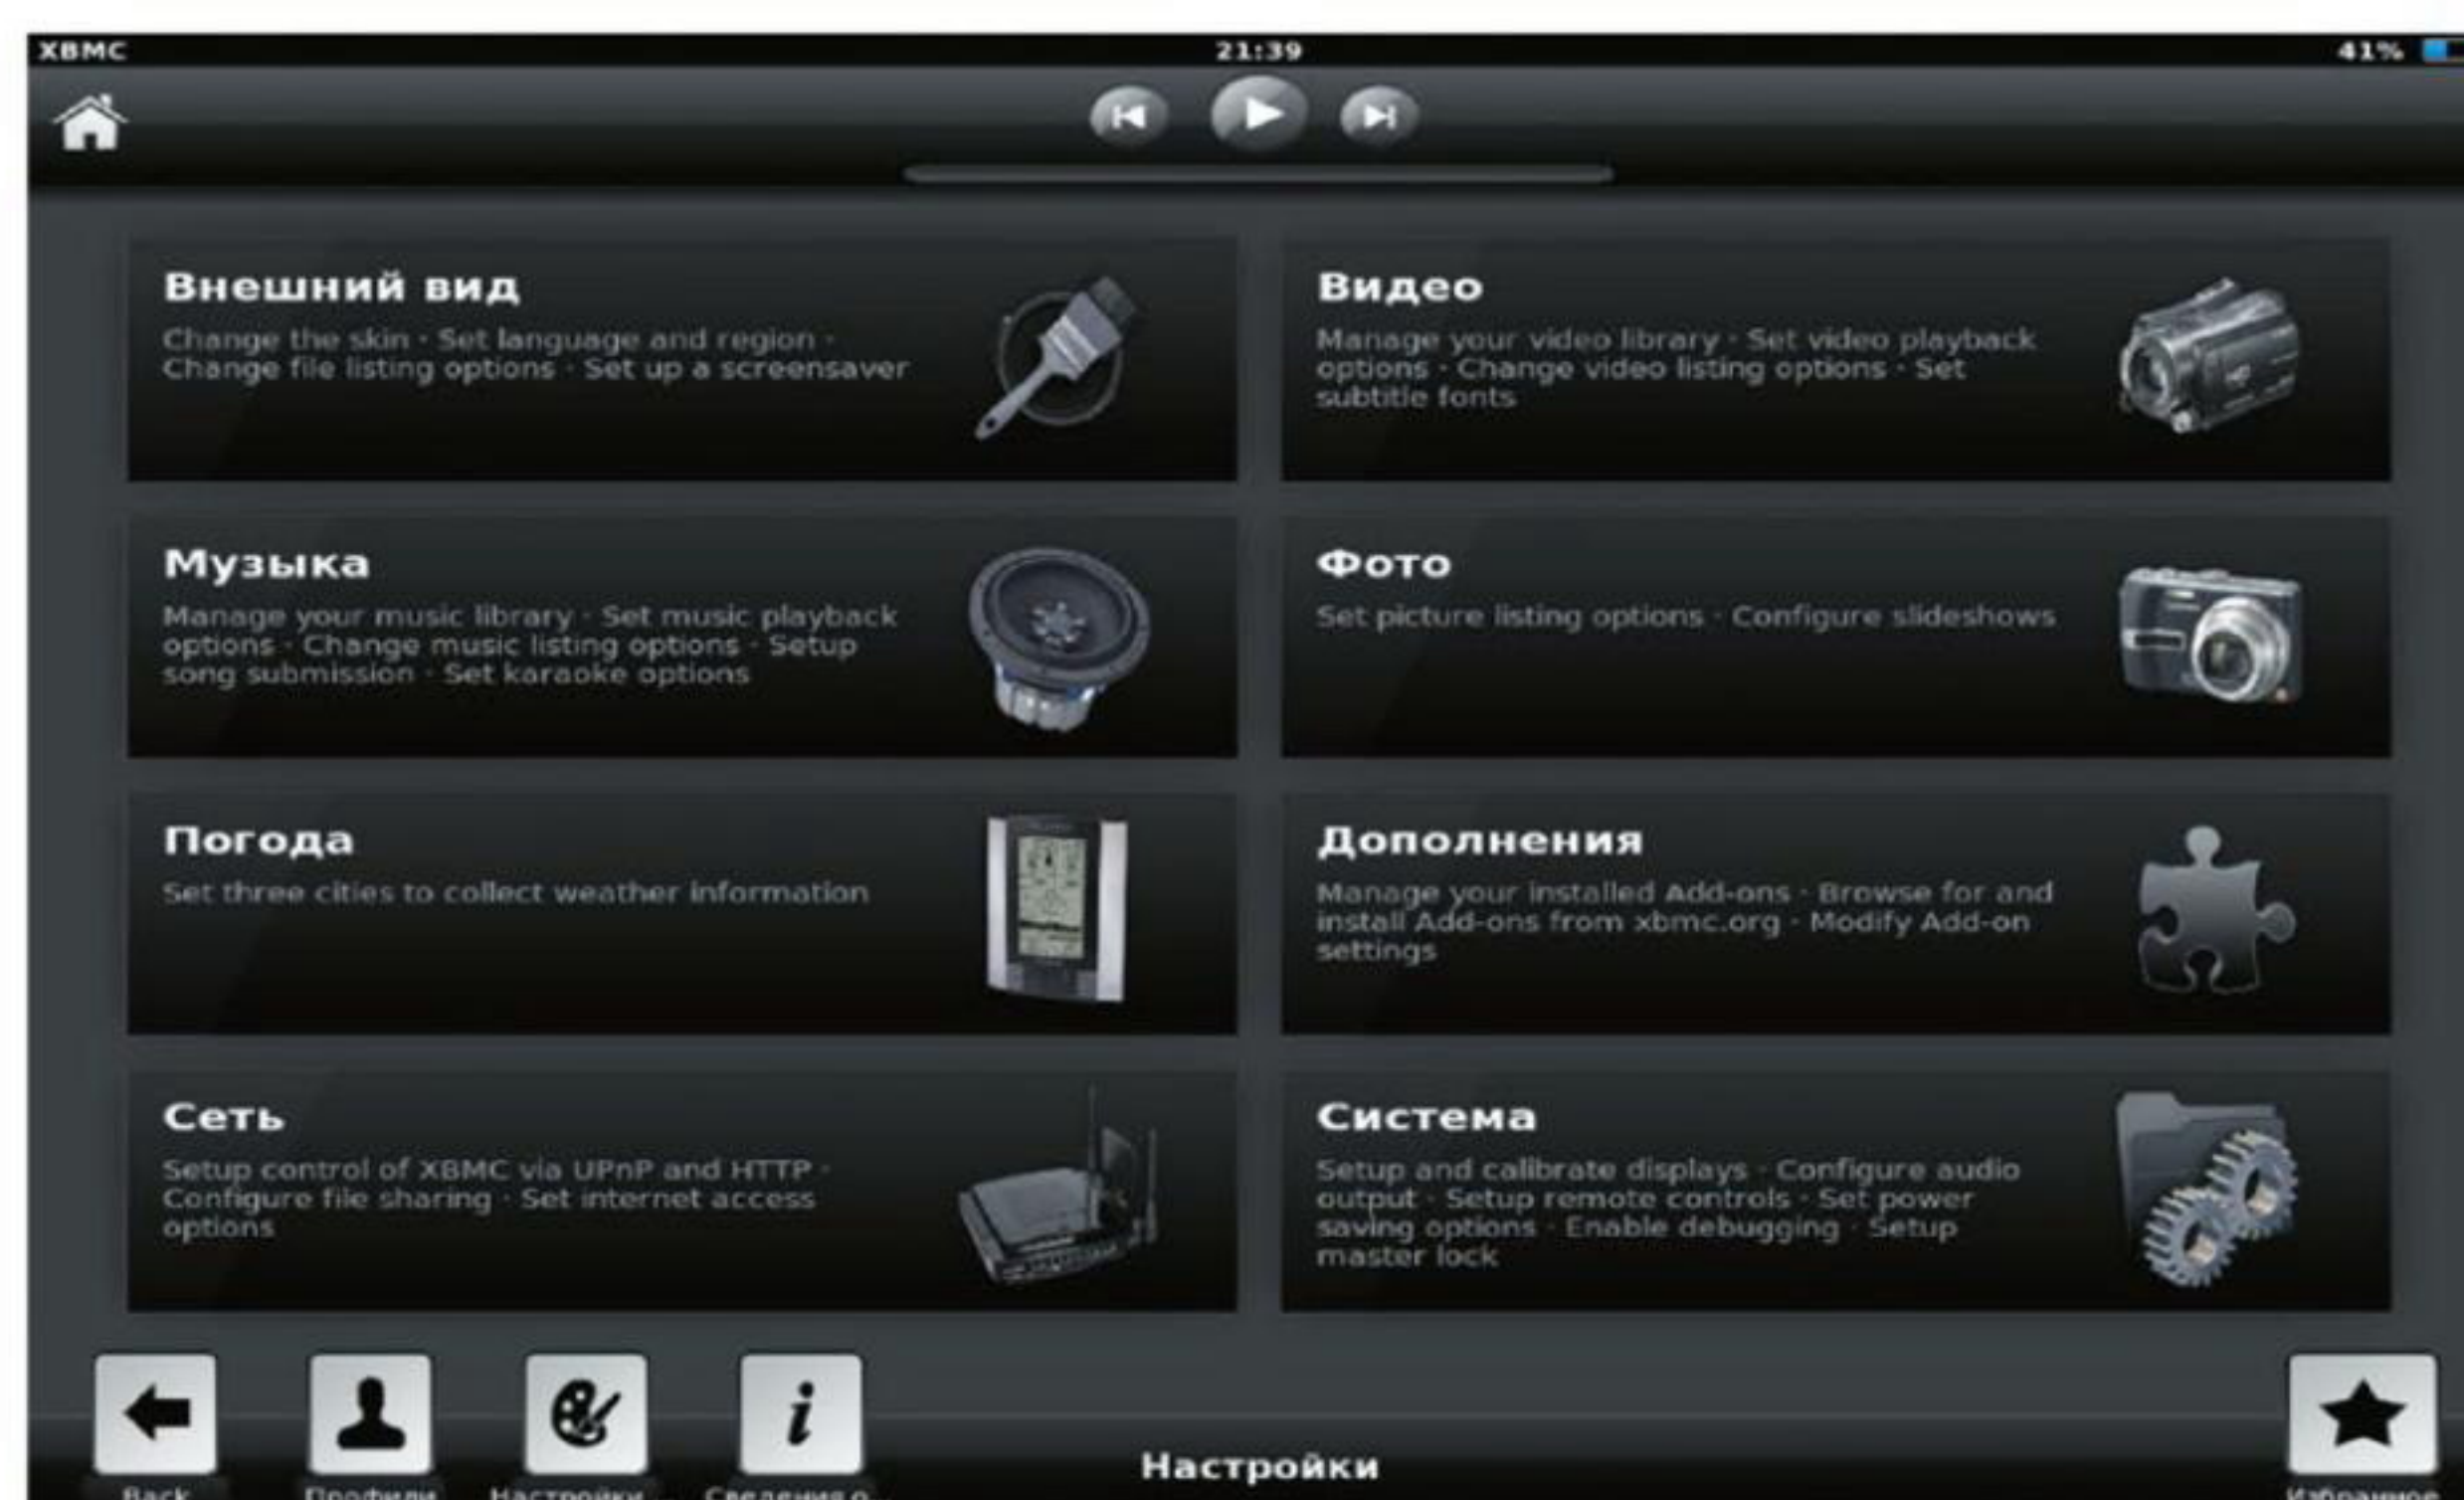 XBMC
21:39
41%
Внешний вид
Change the skin · Set language and region ·
Change file listing options · Set up a screensaver
Видео
Manage your video library · Set video playback
options · Change video listing options · Set
subtitle fonts
Музыка
Manage your music library · Set music playback
options · Change music listing options · Setup
song submission · Set karaoke options
Фото
Set picture listing options · Configure slideshows
Погода
Set three cities to collect weather information
Дополнения
Manage your installed Add-ons · Browse for and
install Add-ons from xbmc.org · Modify Add-on
settings
Сеть
Setup control of XBMC via UPnP and HTTP ·
Configure file sharing · Set internet access
options
Система
Setup and calibrate displays · Configure audio
output · Setup remote controls · Set power
saving options · Enable debugging · Setup
master lock
Back
Профили
Настройки
Сведения о
Настройки
Избранное